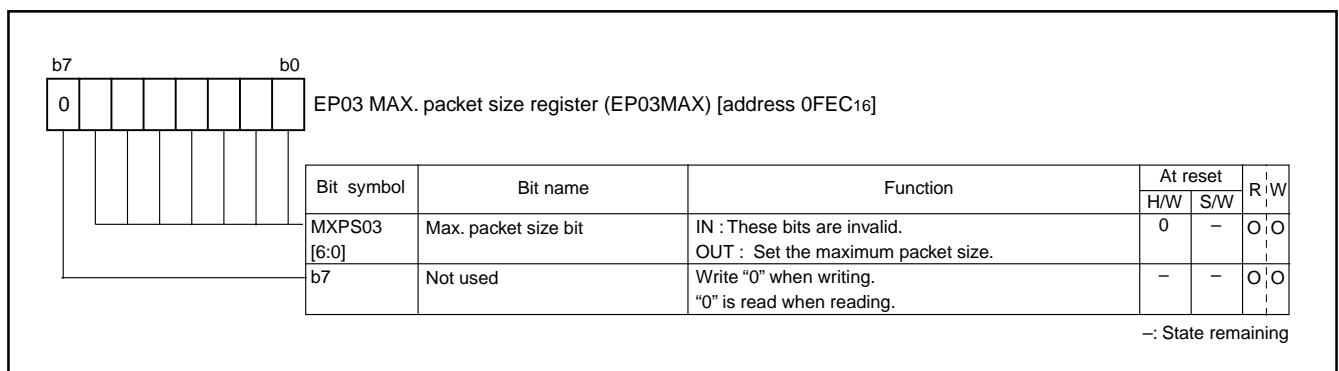 b7 b0
0 EP03 MAX. packet size register (EP03MAX) [address 0FEC16]
Bit symbol Bit name Function At reset R W
H/W S/W
MXPS03 Max. packet size bit IN : These bits are invalid. 0 – O O
[6:0] OUT : Set the maximum packet size.
b7 Not used Write “0” when writing. – – O O
“0” is read when reading.
–: State remaining